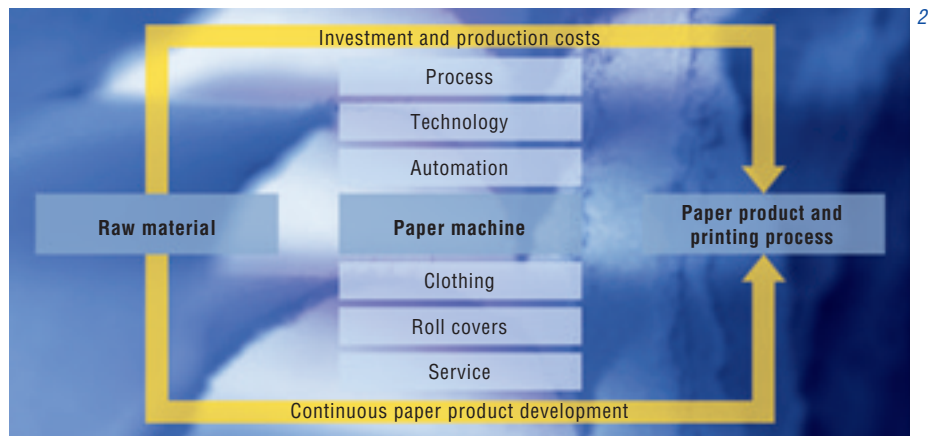 2
Investment and production costs
Process
Technology
Automation
Raw material
Paper machine
Paper product and
printing process
Clothing
Roll covers
Service
Continuous paper product development